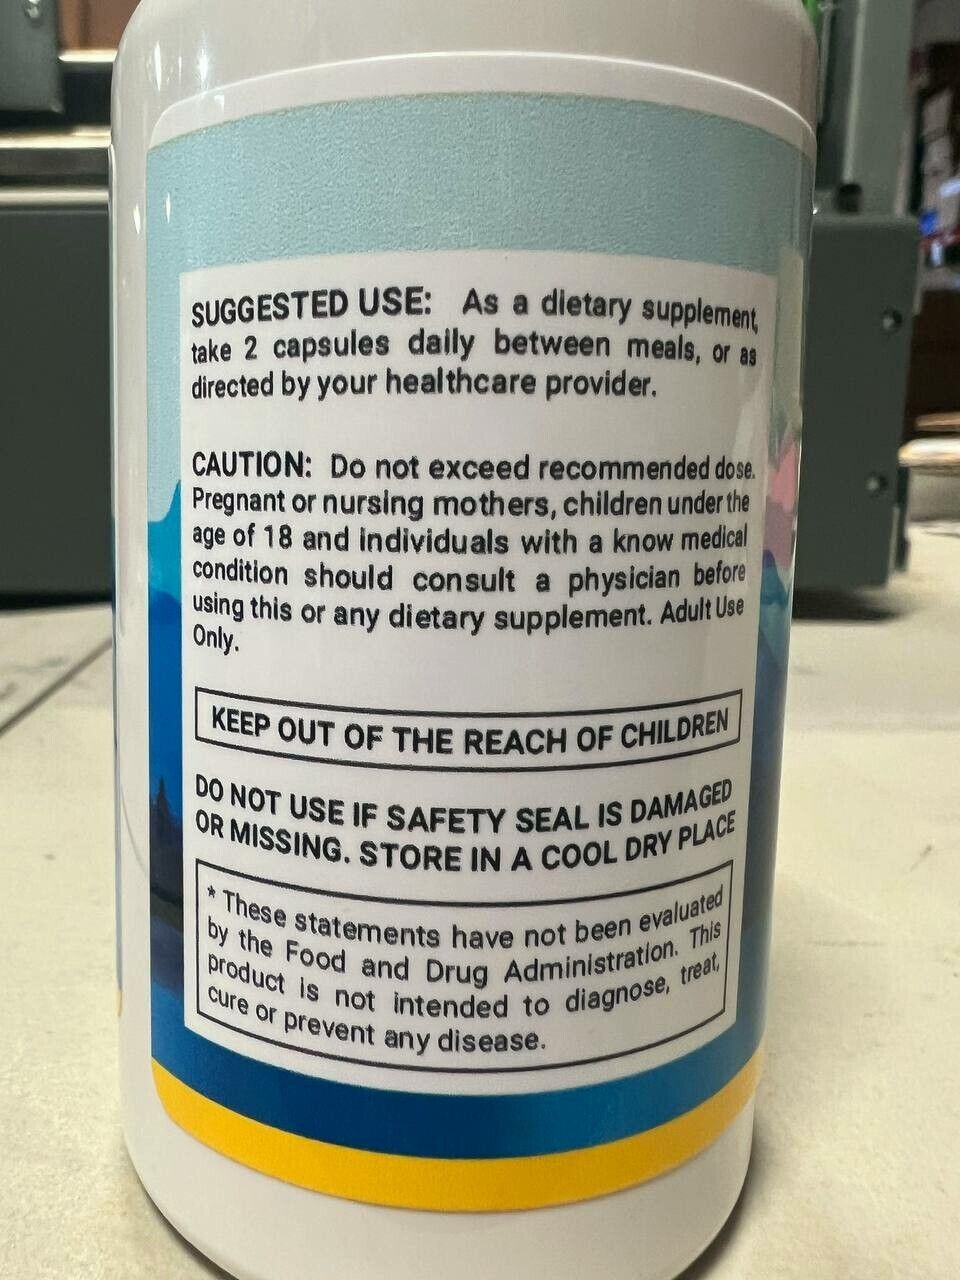 SUGGESTED USE: As a dietary supplement,
take 2 capsules daily between meals, or as
directed by your healthcare provider.
CAUTION: Do not exceed recommended dose.
Pregnant or nursing mothers, children under the
age of 18 and individuals with a know medical
condition should consult a physician before
using this or any dietary supplement. Adult Use
Only.
KEEP OUT OF THE REACH OF CHILDREN
DO NOT USE IF SAFETY SEAL IS DAMAGED
OR MISSING. STORE IN A COOL DRY PLACE
* These statements have not been evaluated
by the Food and Drug Administration. This
product is not intended to diagnose, treat,
cure or prevent any disease.